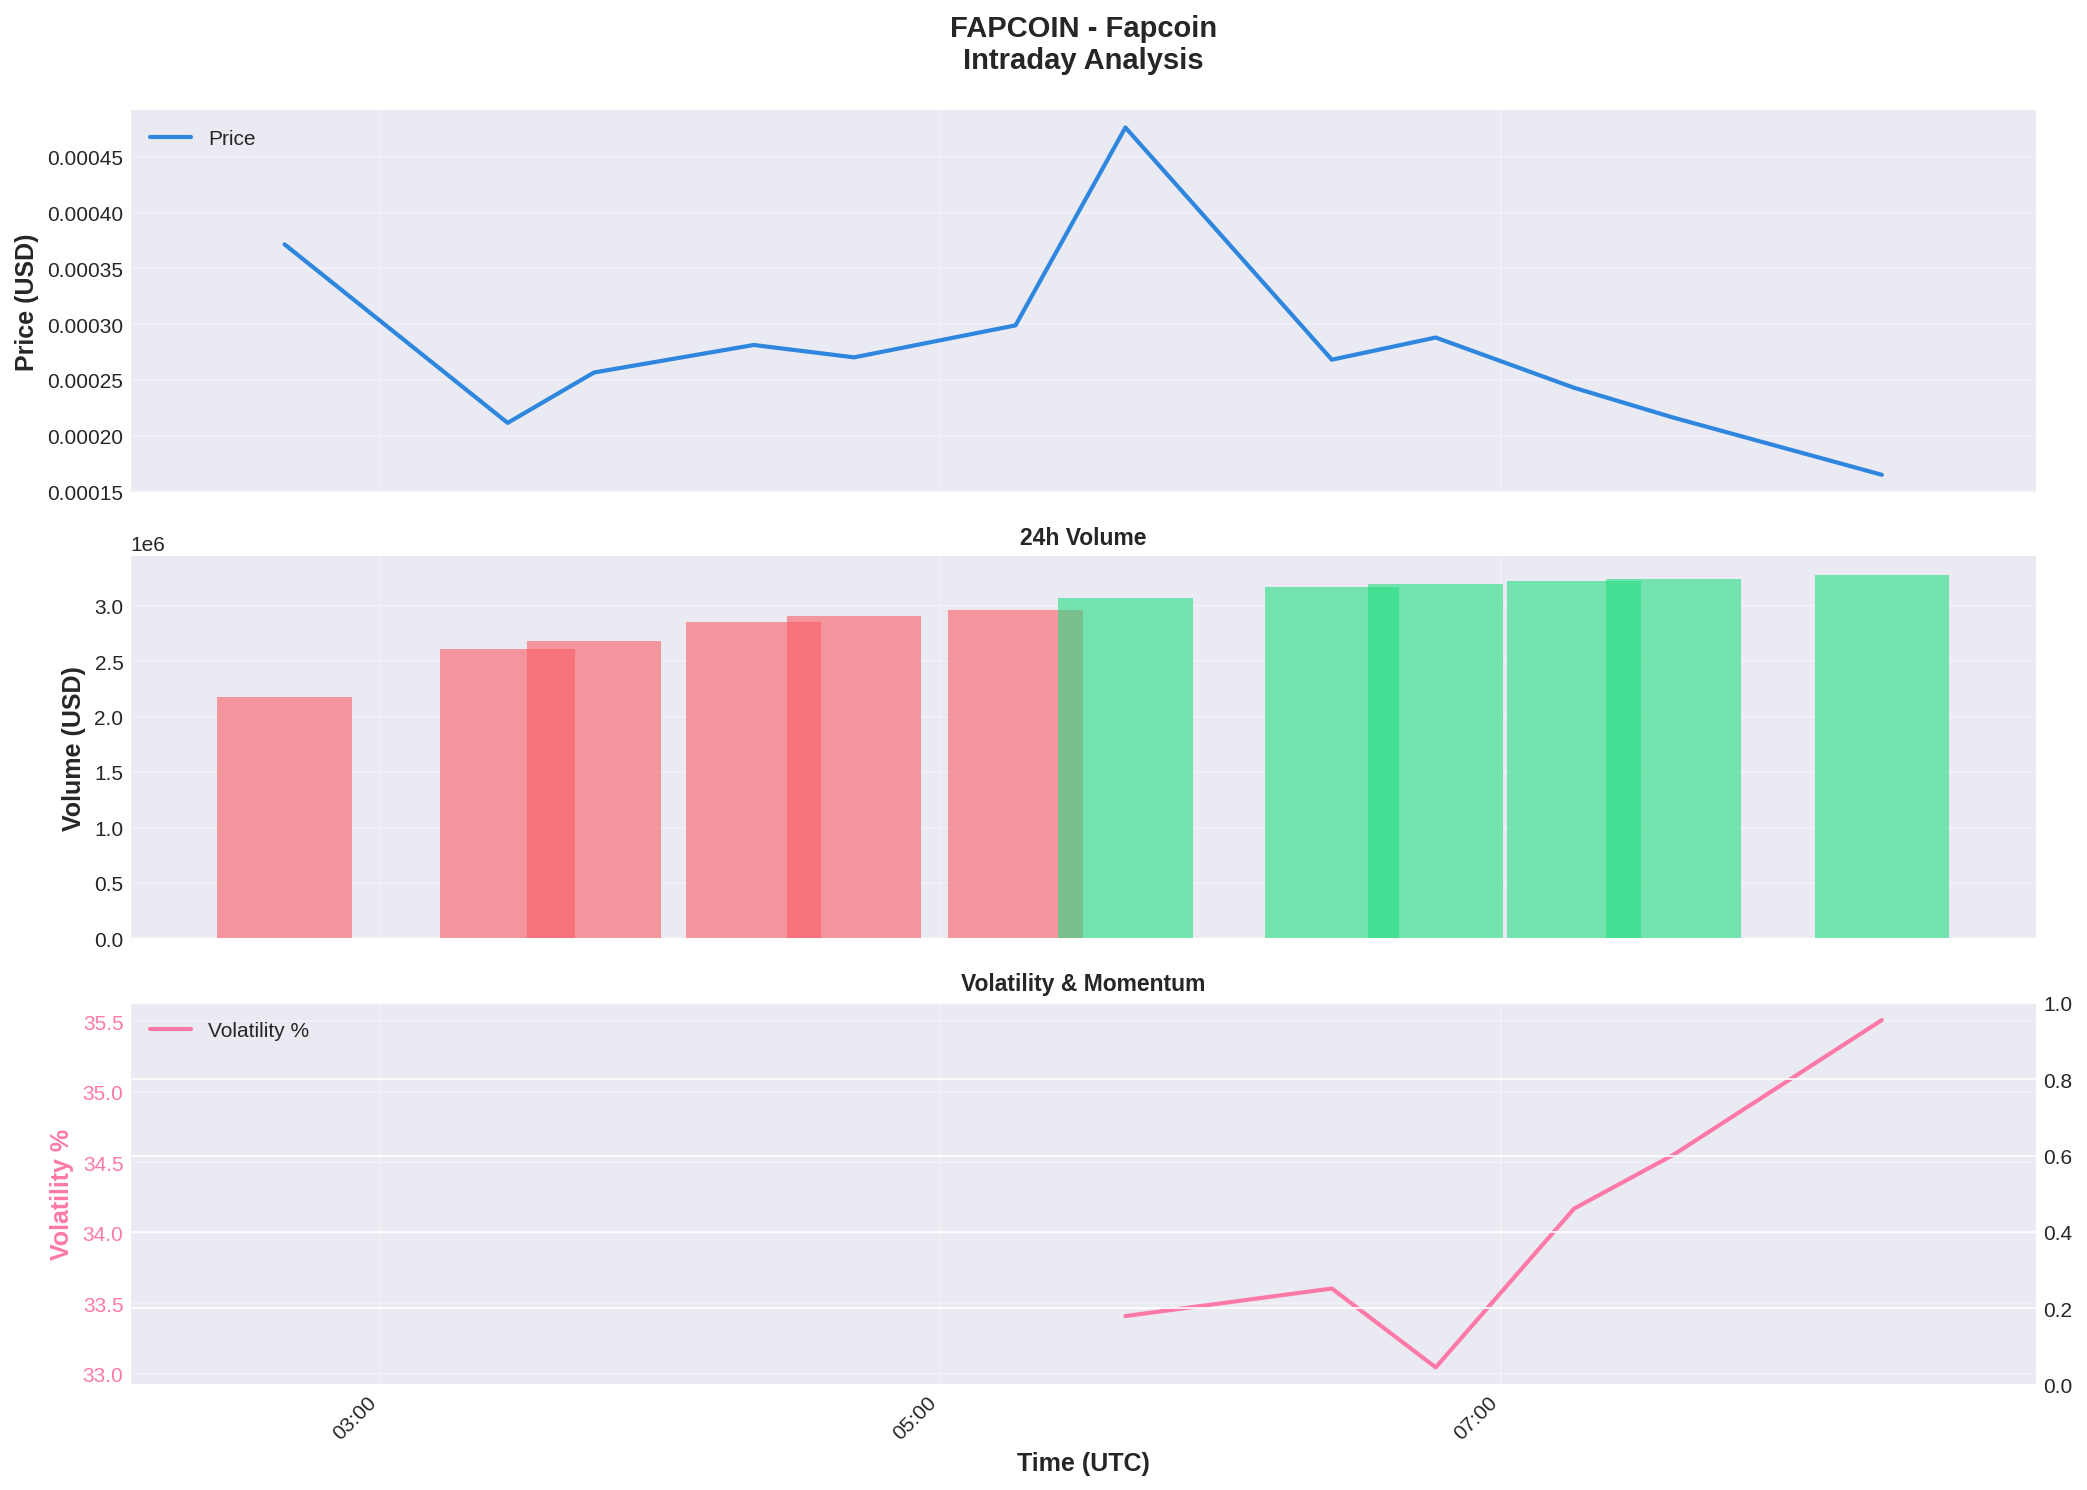 FAPCOIN - Fapcoin
Intraday Analysis
Price
0.00045
0.00040
0.00035
0.00030
0.00025
0.00020
0.00015
Price (USD)
24h Volume
1e6
3.0
2.5
2.0
1.5
1.0
0.5
0.0
Volume (USD)
Volatility & Momentum
Volatility %
35.5
35.0
34.5
34.0
33.5
33.0
Volatility %
1.0
0.8
0.6
0.4
0.2
0.0
03:00
05:00
07:00
Time (UTC)